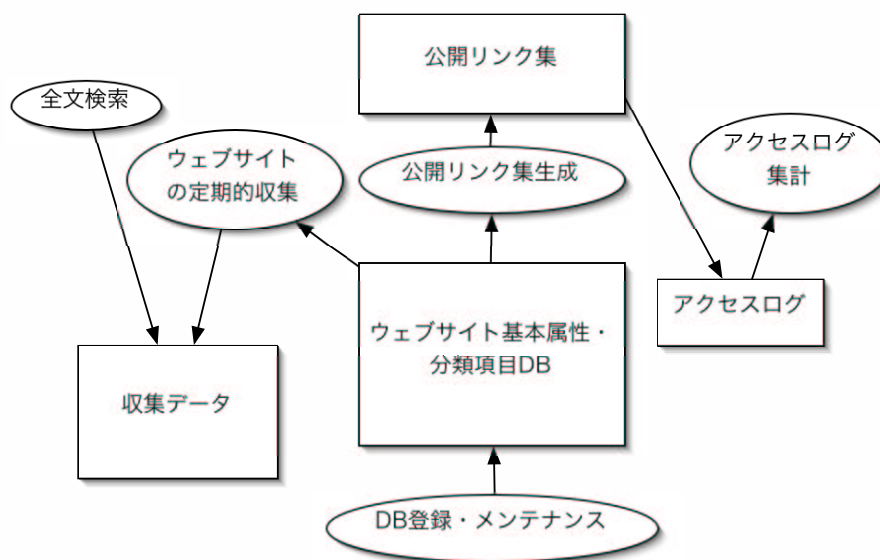 公開リンク集
全文検索
ウェブサイト
の定期的収集
公開リンク集生成
アクセスログ
集計
アクセスログ
ウェブサイト基本属性・
分類項目DB
収集データ
DB登録・メンテナンス